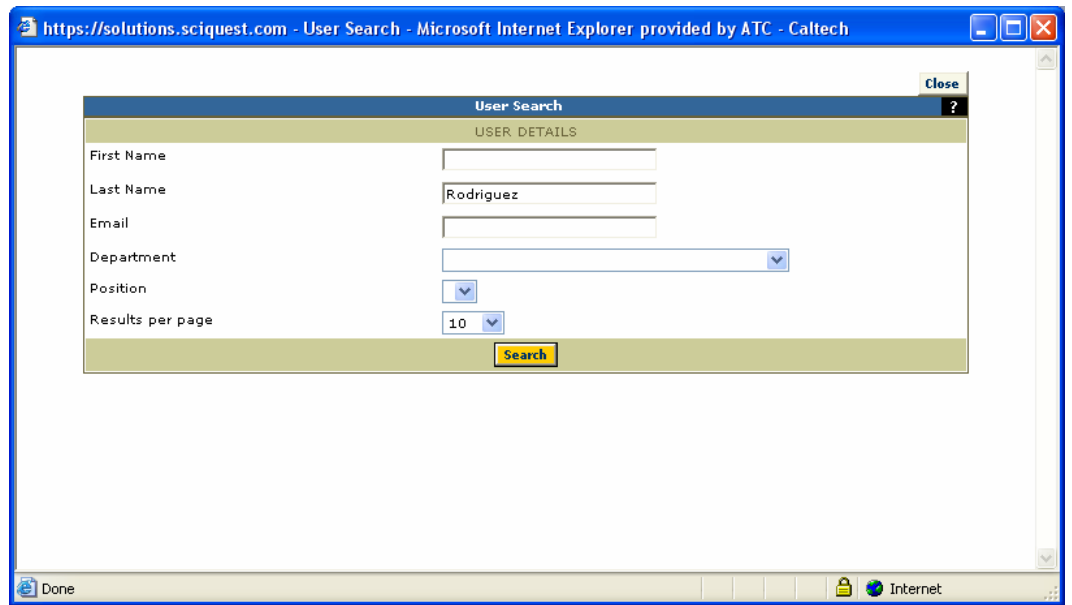 https://solutions.sciquest.com - User Search - Microsoft Internet Explorer provided by ATC - Caltech
Close
User Search ?
USER DETAILS
First Name
Last Name Rodriguez
Email
Department
Position
Results per page 10
Search
Done Internet